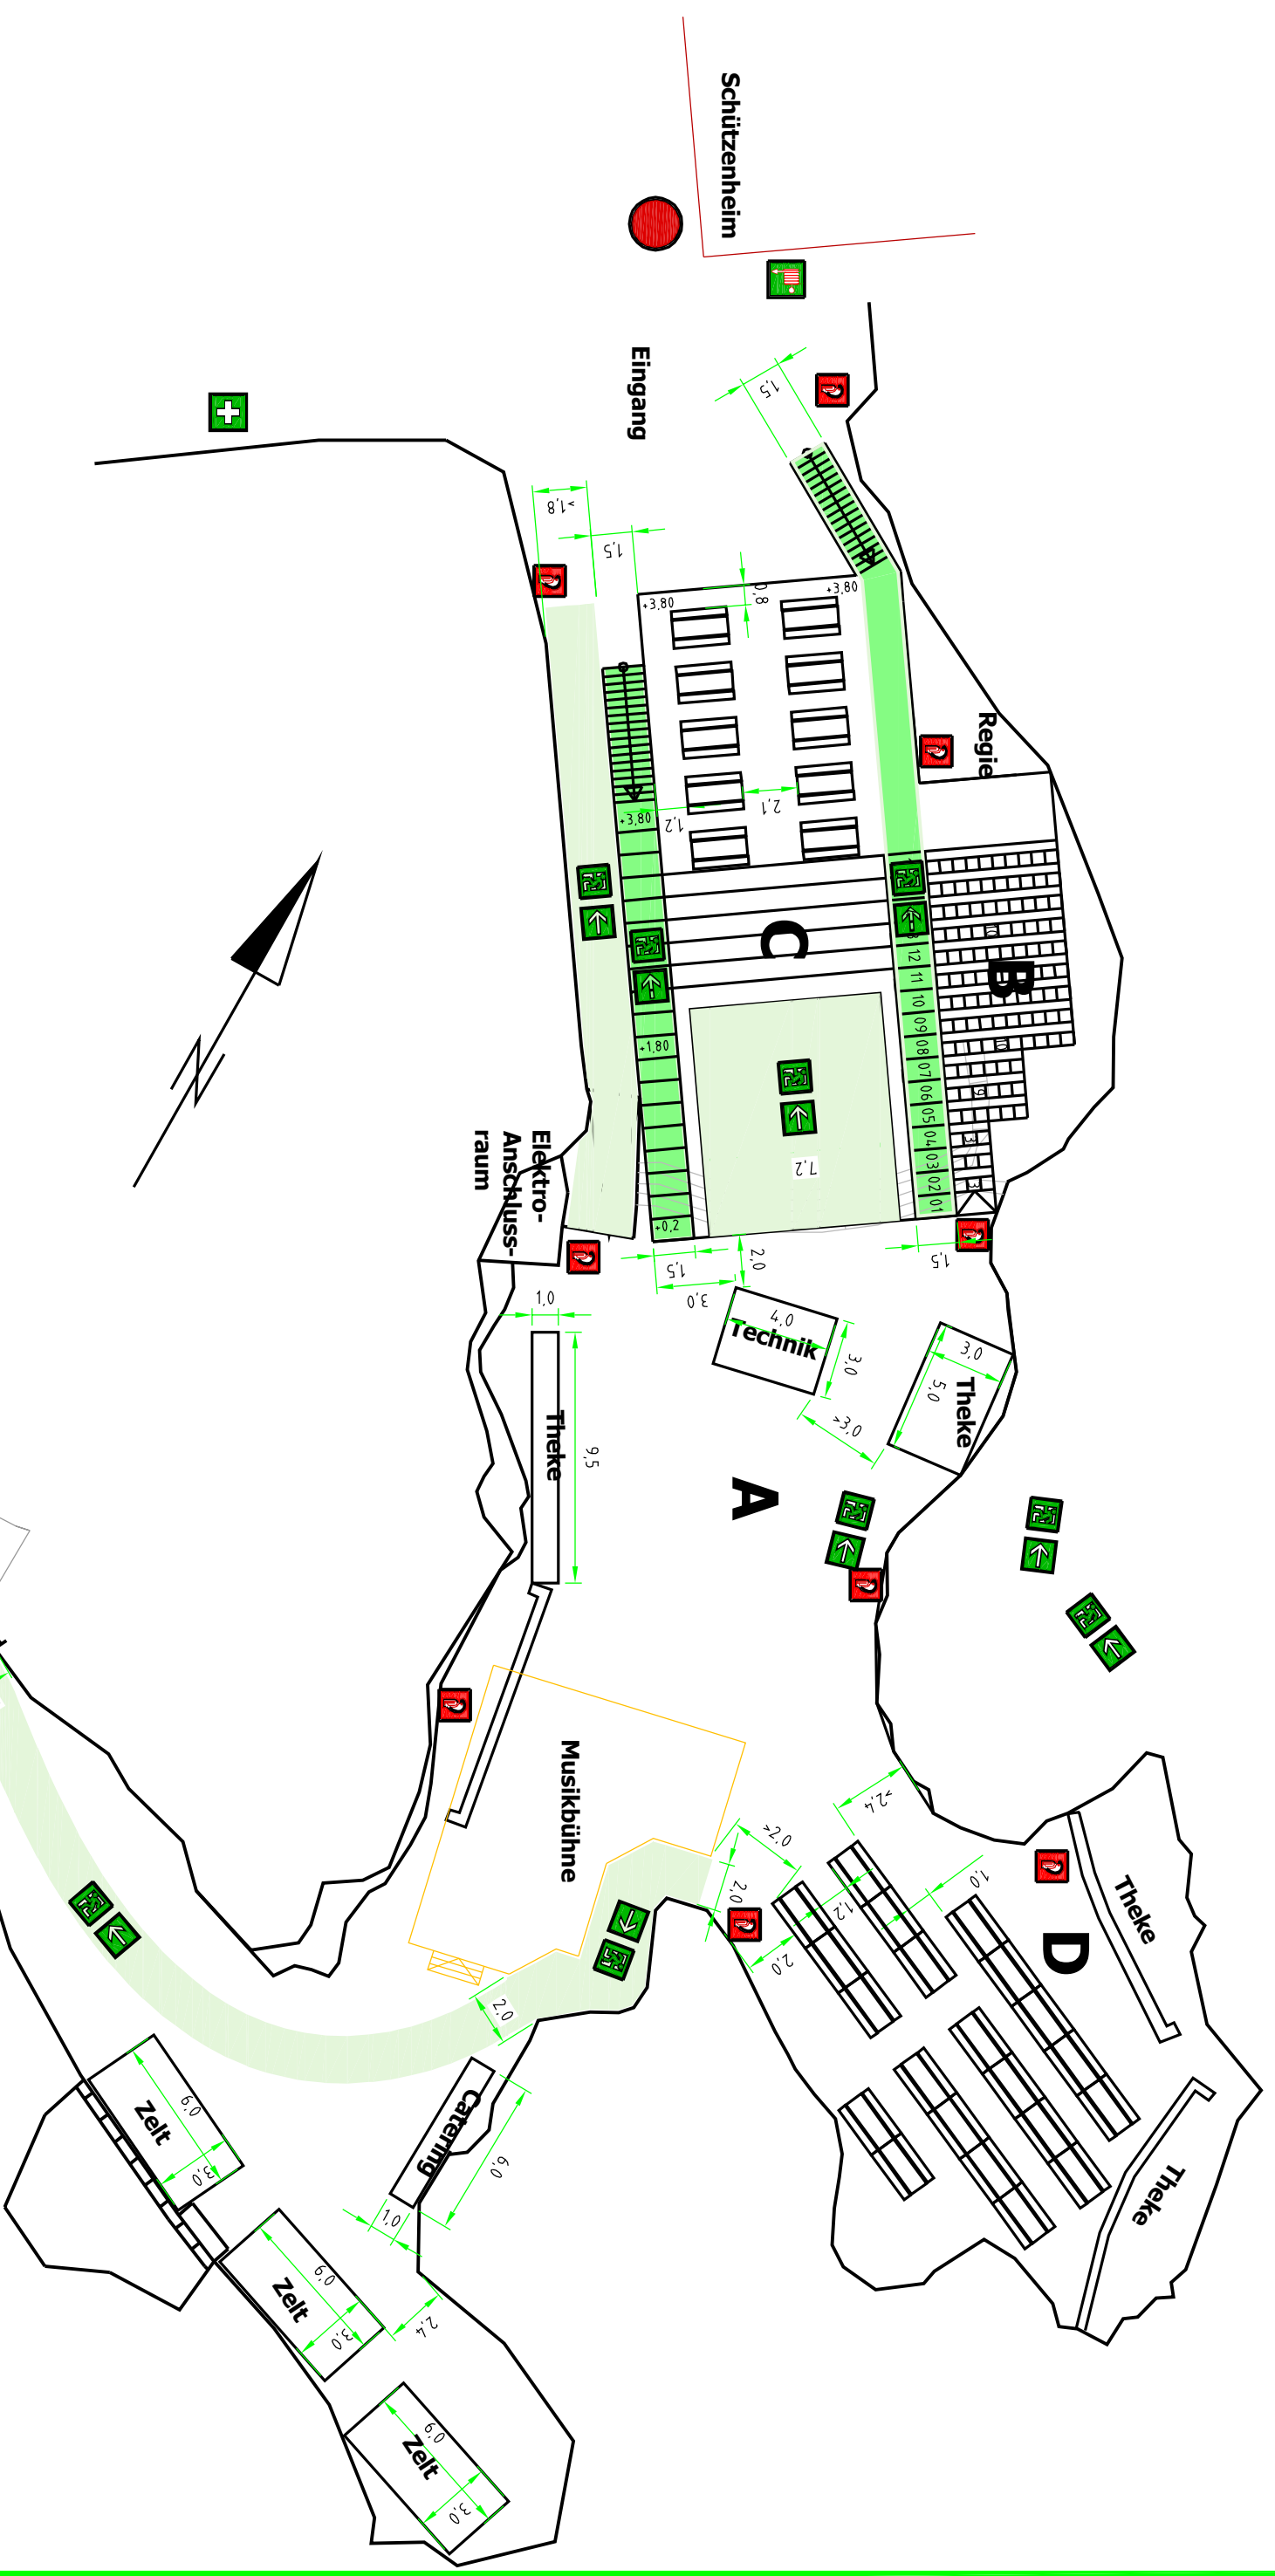 Schützenheim
Eingang
1,5
>1,8
1,5
0,8
+3,80
+3,80
Regie
2,1
1,2
+3,80
C
B
10
12
11
10
09
08
07
06
05
04
03
02
01
10
9
3
3
+1,80
7,2
+0,2
Elektro-
Anschluss-
raum
1,5
3,0
2,0
1,5
1,0
Technik
4,0
3,0
>3,0
Theke
3,0
5,0
Theke
9,5
A
Musikbühne
>2,4
>2,0
2,0
2,0
1,2
1,0
Theke
D
Theke
2,0
Catering
6,0
1,0
2,4
Zelt
6,0
3,0
Zelt
6,0
3,0
Zelt
6,0
3,0